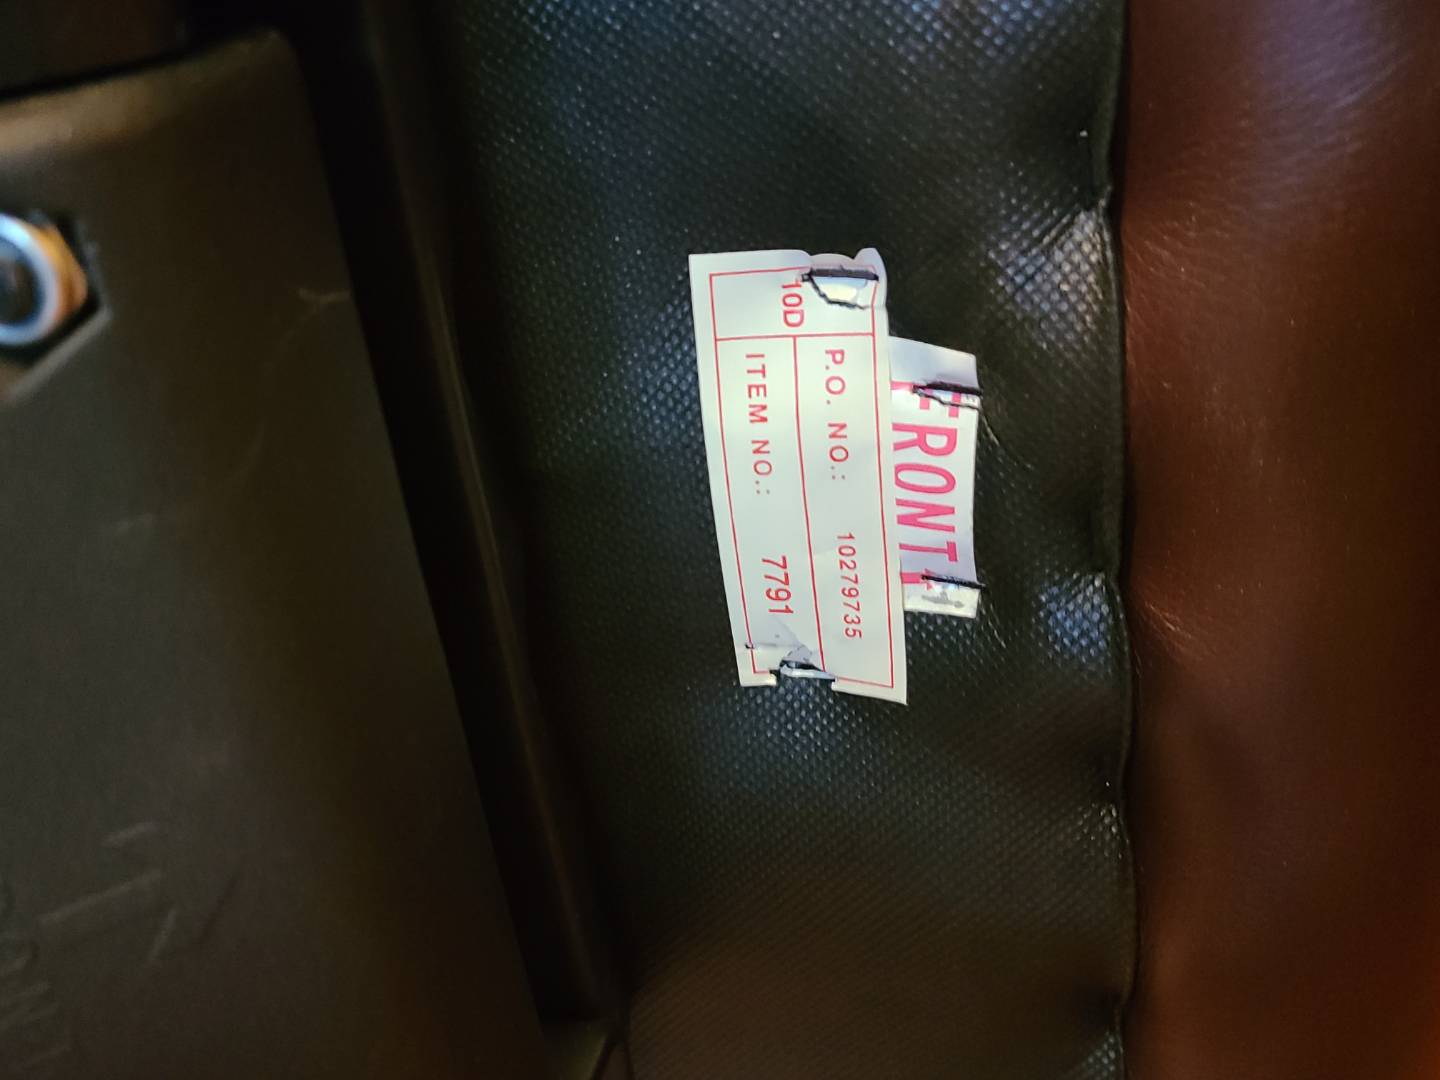 FRONT
10D
P.O. NO.: 10279735
ITEM NO.: 7791